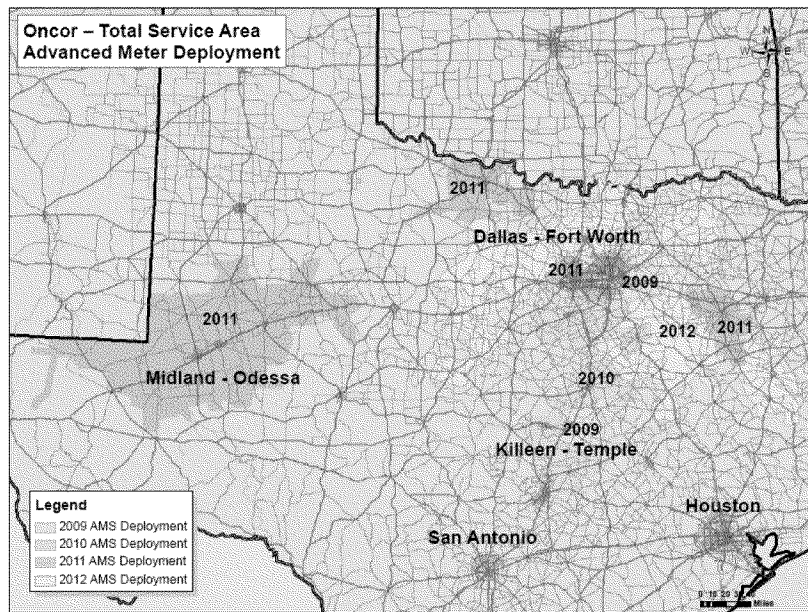 Oncor – Total Service Area
Advanced Meter Deployment
N
W E
S
2011
Dallas - Fort Worth
2011
2009
2011
2012
2011
Midland - Odessa
2010
2009
Killeen - Temple
Legend
2009 AMS Deployment
2010 AMS Deployment
2011 AMS Deployment
2012 AMS Deployment
Houston
San Antonio
Miles